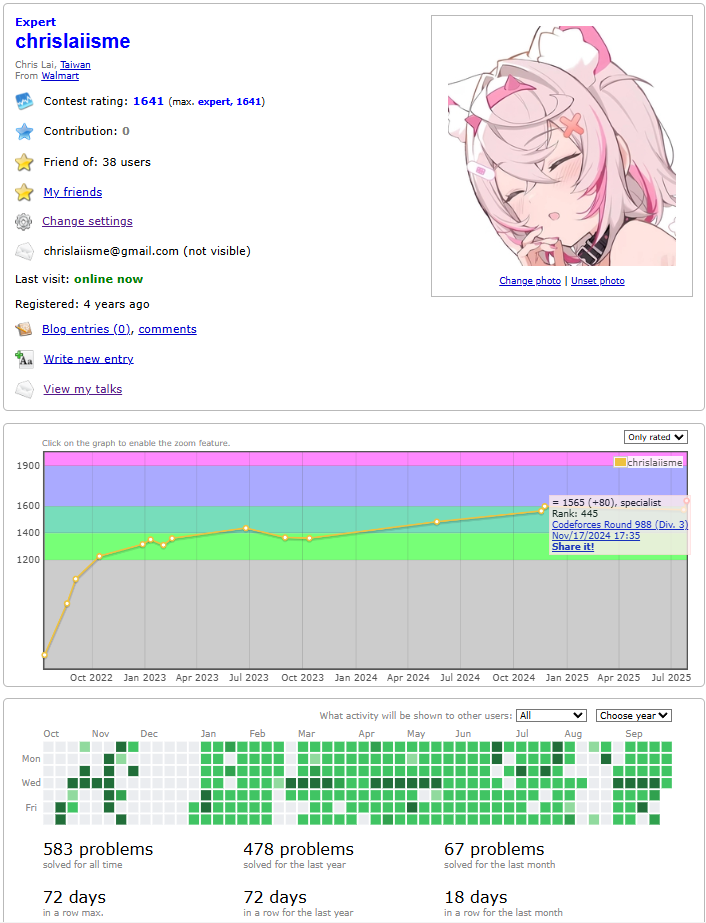 Expert
chrislaiisme
Chris Lai, Taiwan
From Walmart
Contest rating: 1641 (max. expert, 1641)
Contribution: 0
Friend of: 38 users
My friends
Change settings
chrislaiisme@gmail.com (not visible)
Last visit: online now
Registered: 4 years ago
Blog entries (0), comments
Write new entry
View my talks
Change photo | Unset photo
Click on the graph to enable the zoom feature.
Only rated
chrislaiisme
1900
1600
1400
1200
= 1565 (+80), specialist
Rank: 445
Codeforces Round 988 (Div. 3)
Nov/17/2024 17:35
Share it!
Oct 2022 Jan 2023 Apr 2023 Jul 2023 Oct 2023 Jan 2024 Apr 2024 Jul 2024 Oct 2024 Jan 2025 Apr 2025 Jul 2025
What activity will be shown to other users: All Choose year
Oct Nov Dec Jan Feb Mar Apr May Jun Jul Aug Sep
Mon
Wed
Fri
583 problems 478 problems 67 problems
solved for all time solved for the last year solved for the last month
72 days 72 days 18 days
in a row max. in a row for the last year in a row for the last month